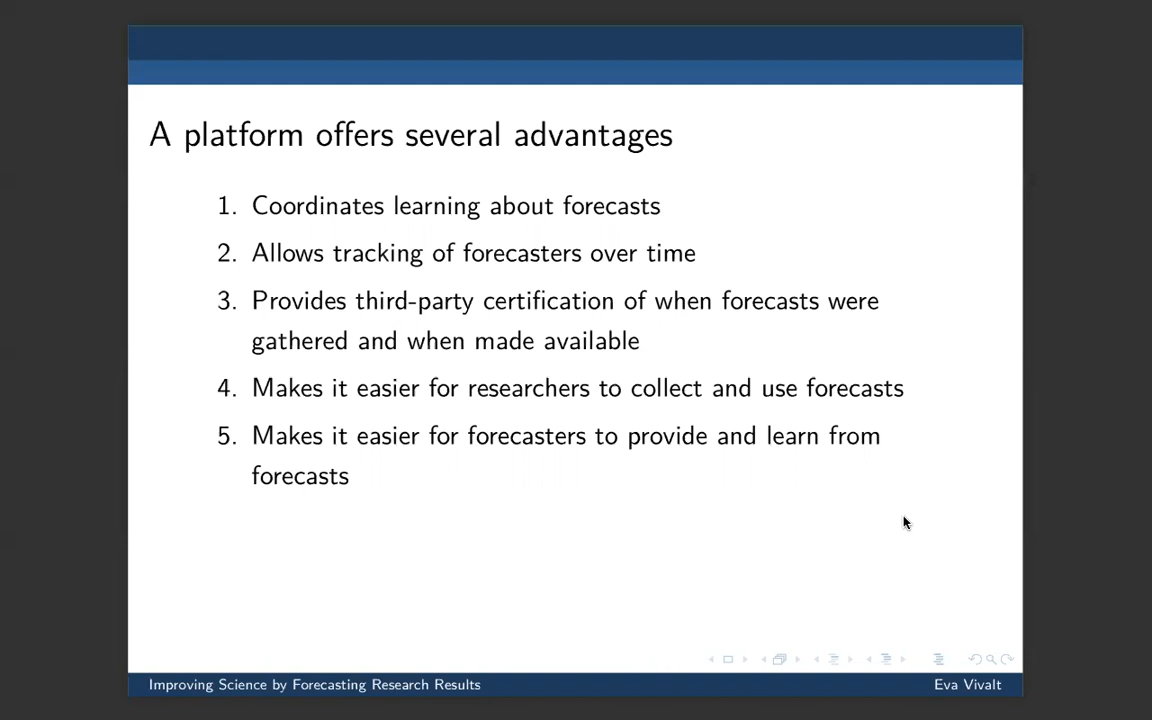 A platform offers several advantages
1. Coordinates learning about forecasts
2. Allows tracking of forecasters over time
3. Provides third-party certification of when forecasts were
gathered and when made available
4. Makes it easier for researchers to collect and use forecasts
5. Makes it easier for forecasters to provide and learn from
forecasts
Improving Science by Forecasting Research Results
Eva Vivalt